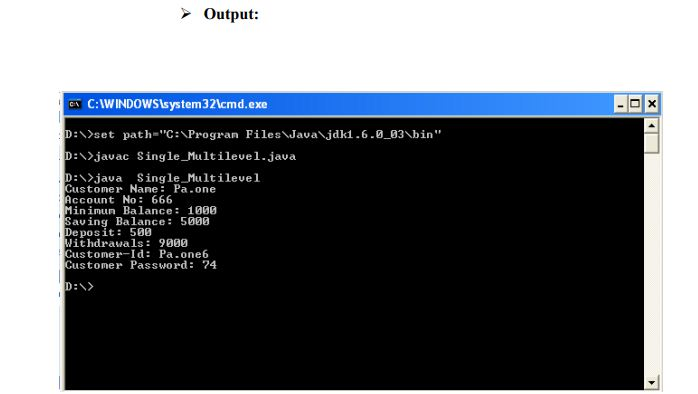 ➢ Output:
C:\WINDOWS\system32\cmd.exe
D:\>set path="C:\Program Files\Java\jdk1.6.0_03\bin"
D:\>javac Single_Multilevel.java
D:\>java  Single_Multilevel
Customer Name: Pa.one
Account No: 666
Minimum Balance: 1000
Saving Balance: 5000
Deposit: 500
Withdrawals: 9000
Customer-Id: Pa.one6
Customer Password: 74
D:\>